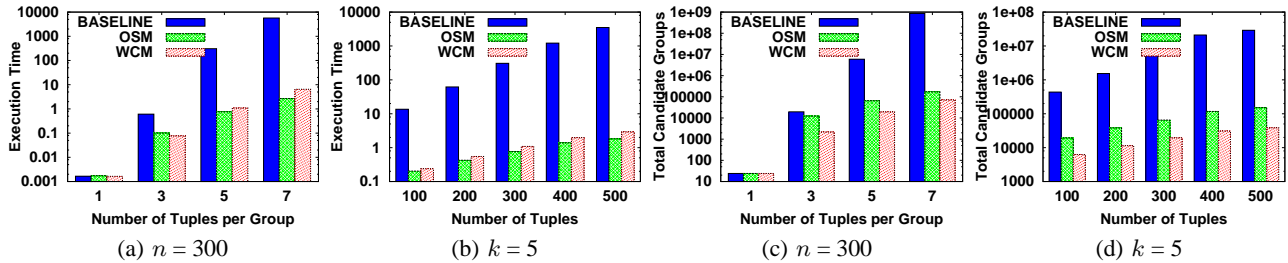 BASELINE
OSM
WCM
Execution Time
10000
1000
100
10
1
0.1
0.01
0.001
1 3 5 7
Number of Tuples per Group
(a) n = 300
BASELINE
OSM
WCM
Execution Time
10000
1000
100
10
1
0.1
100 200 300 400 500
Number of Tuples
(b) k = 5
BASELINE
OSM
WCM
Total Candidate Groups
1e+09
1e+08
1e+07
1e+06
100000
10000
1000
100
10
1 3 5 7
Number of Tuples per Group
(c) n = 300
BASELINE
OSM
WCM
Total Candidate Groups
1e+08
1e+07
1e+06
100000
10000
1000
100 200 300 400 500
Number of Tuples
(d) k = 5